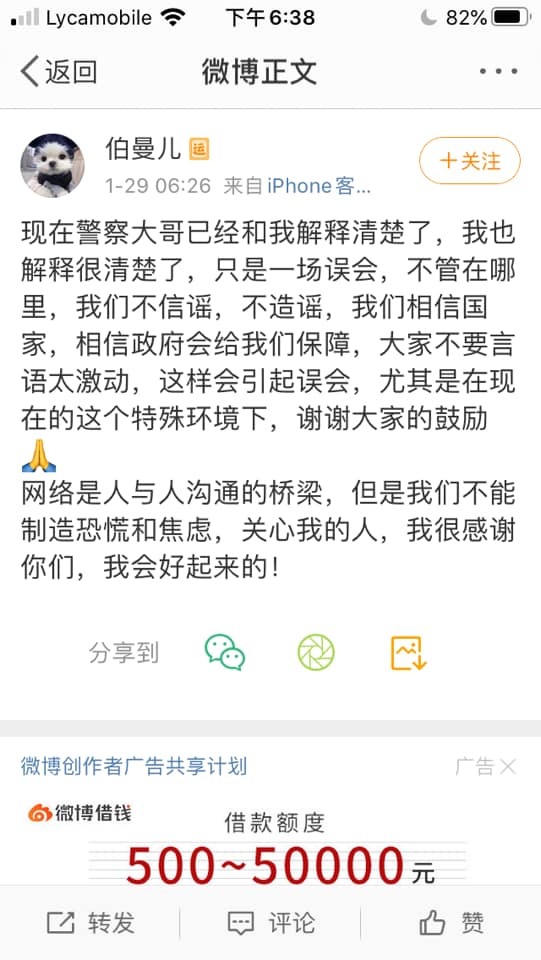 Lycamobile 下午6:38 82%
返回 微博正文
伯曼儿 运
1-29 06:26 来自iPhone客...
+关注
现在警察大哥已经和我解释清楚了，我也
解释很清楚了，只是一场误会，不管在哪
里，我们不信谣，不造谣，我们相信国
家，相信政府会给我们保障，大家不要言
语太激动，这样会引起误会，尤其是在现
在的这个特殊环境下，谢谢大家的鼓励
🙏
网络是人与人沟通的桥梁，但是我们不能
制造恐慌和焦虑，关心我的人，我很感谢
你们，我会好起来的！
分享到
微博创作者广告共享计划 广告
微博借钱
借款额度
500~50000元
转发 评论 赞